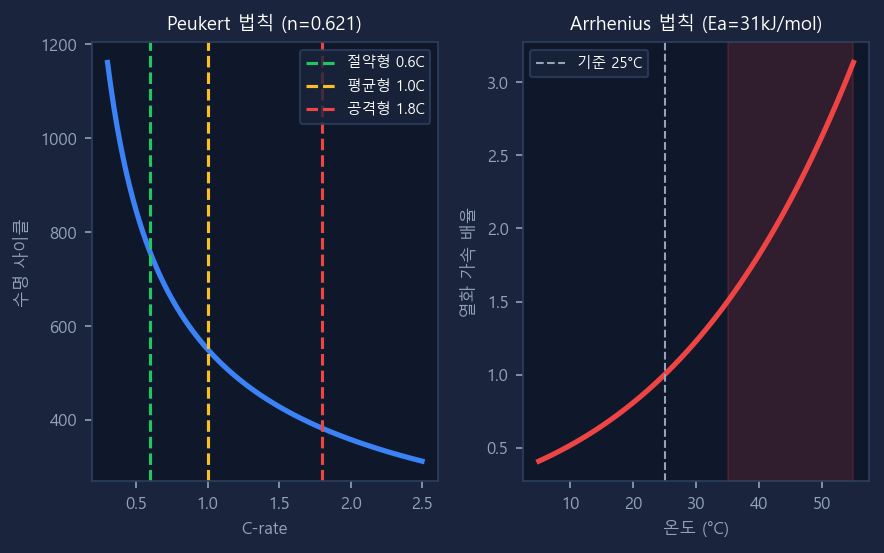 Peukert 법칙 (n=0.621)
절약형 0.6C
평균형 1.0C
공격형 1.8C
1200
1000
800
600
400
수명 사이클
0.5 1.0 1.5 2.0 2.5
C-rate
Arrhenius 법칙 (Ea=31kJ/mol)
기준 25°C
3.0
2.5
2.0
1.5
1.0
0.5
열화 가속 배율
10 20 30 40 50
온도 (°C)